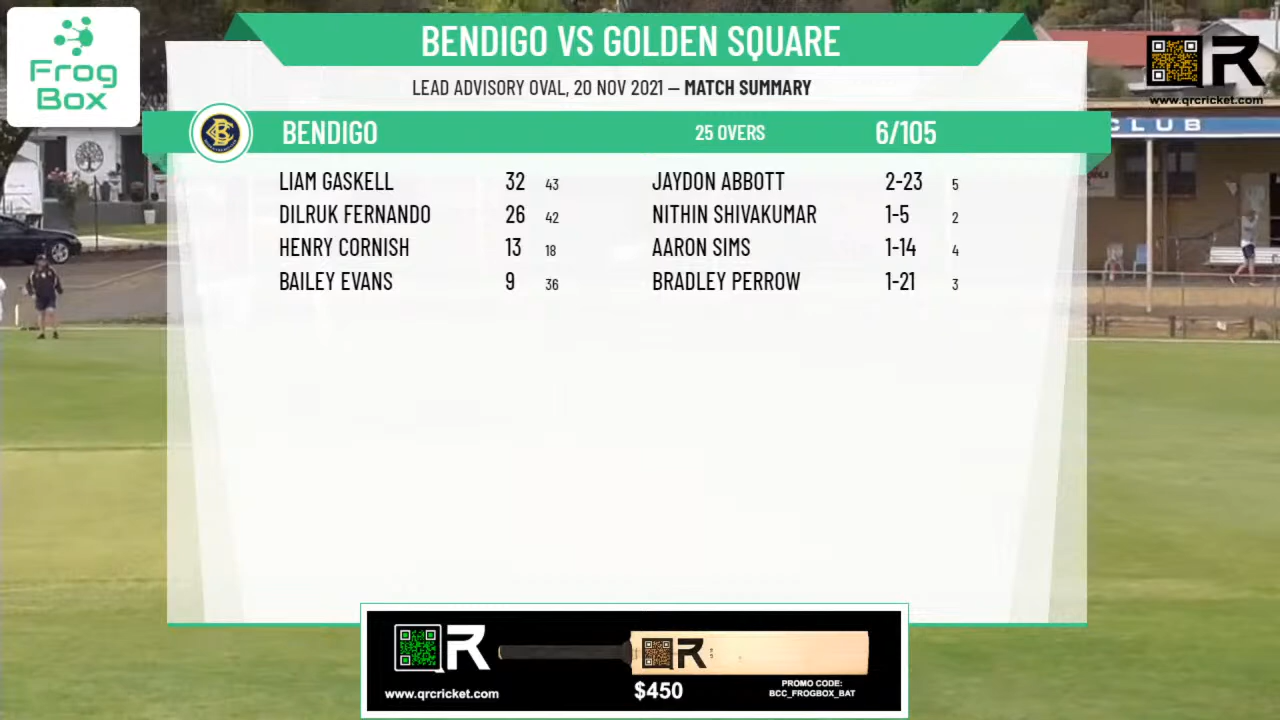 Frog
Box
BENDIGO VS GOLDEN SQUARE
LEAD ADVISORY OVAL, 20 NOV 2021 – MATCH SUMMARY
R
www.qrcricket.com
CLUB
BENDIGO 25 OVERS 6/105
LIAM GASKELL 32 43 JAYDON ABBOTT 2-23 5
DILRUK FERNANDO 26 42 NITHIN SHIVAKUMAR 1-5 2
HENRY CORNISH 13 18 AARON SIMS 1-14 4
BAILEY EVANS 9 36 BRADLEY PERROW 1-21 3
R
R
www.qrcricket.com
$450
PROMO CODE:
BCC_FROGBOX_BAT